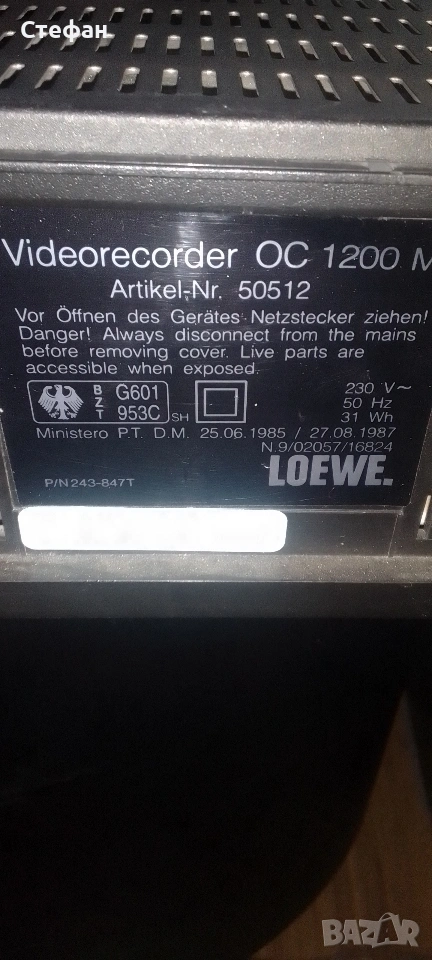 Стефан
Videorecorder OC 1200 M
Artikel-Nr. 50512
Vor Öffnen des Gerätes Netzstecker ziehen!
Danger! Always disconnect from the mains
before removing cover. Live parts are
accessible when exposed.
BZT G601 953C SH
230 V~
50 Hz
31 Wh
Ministero P.T. D.M. 25.06.1985 / 27.08.1987
N.9/02057/16824
P/N 243-847T
LOEWE.
BAZAR